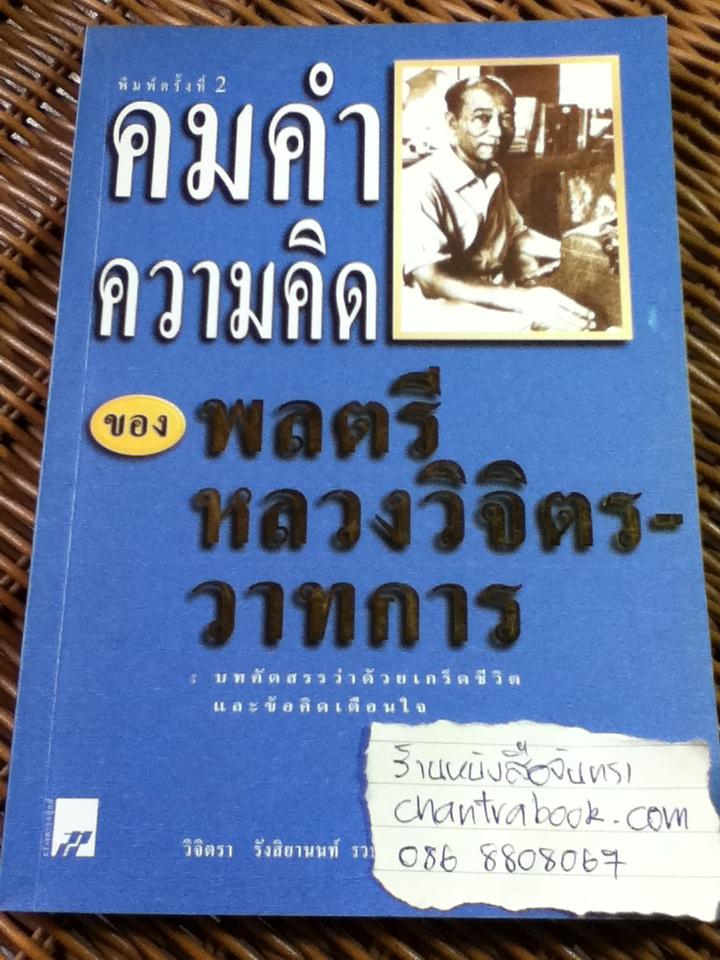 พิมพ์ครั้งที่ 2
คมคำ
ความคิด
ของ
พลตรี
หลวงวิจิตร-
วาทการ
: บทคัดสรรว่าด้วยเกร็ดชีวิต
และข้อคิดเตือนใจ
วิจิตรา รังสิยานนท์
ร้านหนังสือจันทรา
chantrabook.com
086 8808067